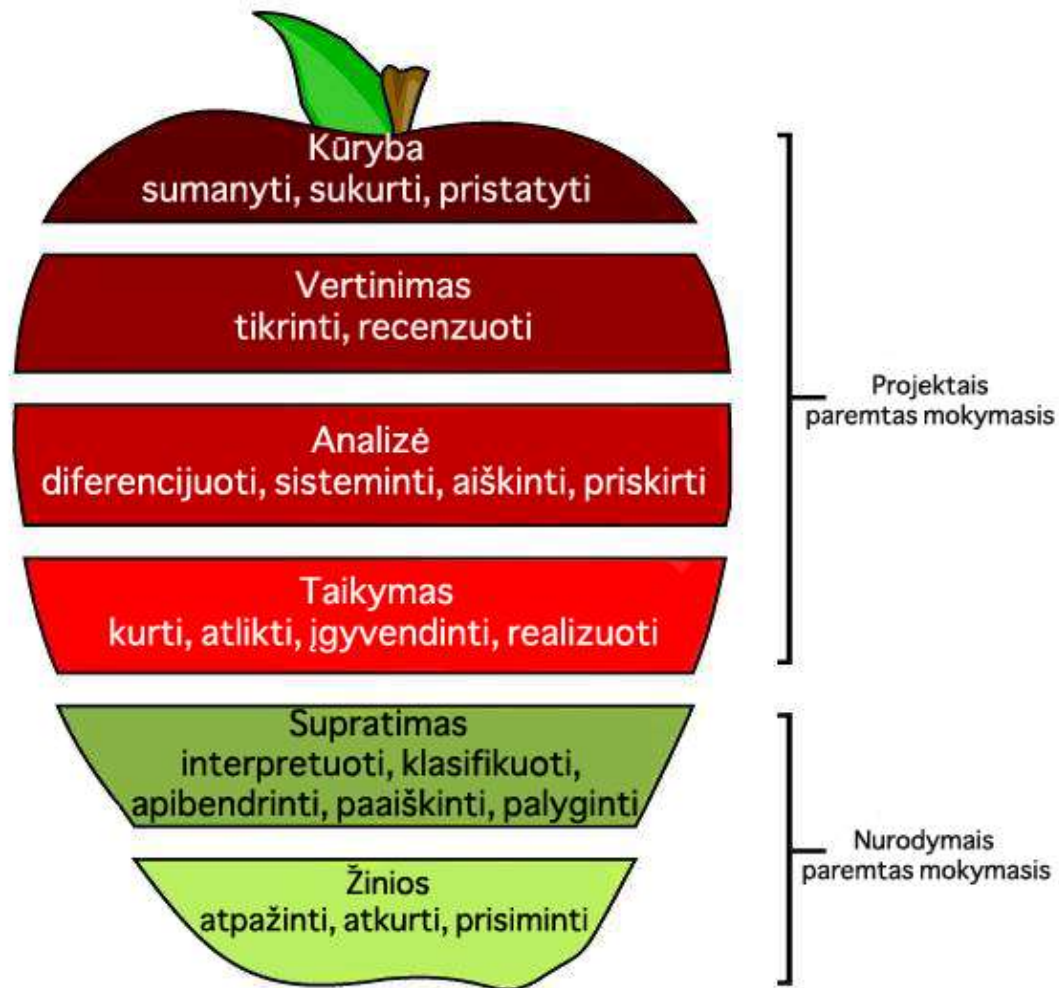 Kūryba
sumanyti, sukurti, pristatyti
Vertinimas
tikrinti, recenzuoti
Analizė
diferencijuoti, sisteminti, aiškinti, priskirti
Taikymas
kurti, atlikti, įgyvendinti, realizuoti
Projektais
paremtas mokymasis
Supratimas
interpretuoti, klasifikuoti,
apibendrinti, paaiškinti, palyginti
Žinios
atpažinti, atkurti, prisiminti
Nurodymais
paremtas mokymasis